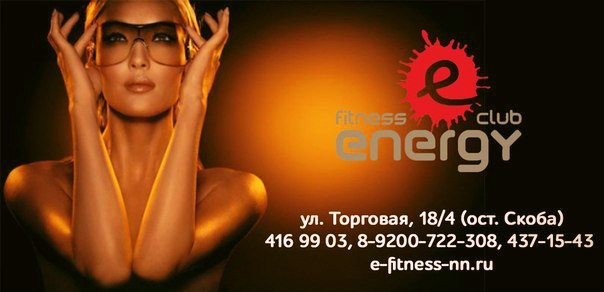 e
fitness club
energy
ул. Торговая, 18/4 (ост. Скоба)
416 99 03, 8-9200-722-308, 437-15-43
e-fitness-nn.ru